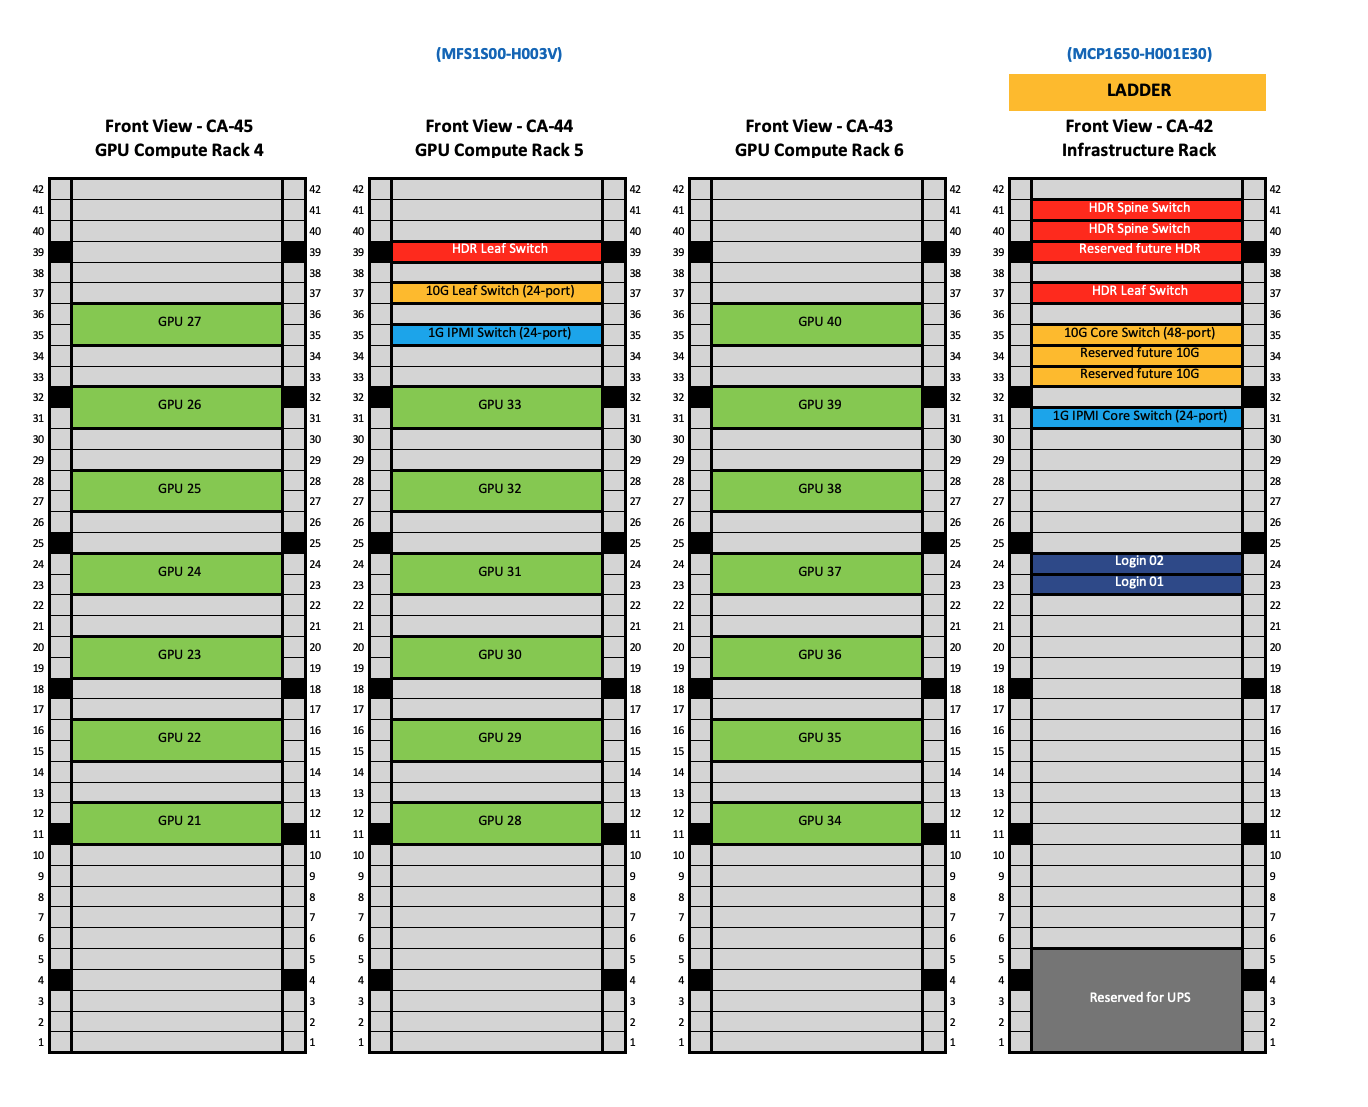 (MFS1S00-H003V)
(MCP1650-H001E30)
LADDER
Front View - CA-45
GPU Compute Rack 4
Front View - CA-44
GPU Compute Rack 5
Front View - CA-43
GPU Compute Rack 6
Front View - CA-42
Infrastructure Rack
42 42 42 42 42 42 42 42
41 41 41 41 41 41 41 HDR Spine Switch 41
40 40 40 40 40 40 40 HDR Spine Switch 40
39 39 39 HDR Leaf Switch 39 39 39 39 Reserved future HDR 39
38 38 38 38 38 38 38 38
37 37 37 10G Leaf Switch (24-port) 37 37 37 37 HDR Leaf Switch 37
36 36 36 36 36 36 36 36
GPU 27 GPU 40
35 35 35 1G IPMI Switch (24-port) 35 35 35 35 10G Core Switch (48-port) 35
34 34 34 34 34 34 34 Reserved future 10G 34
33 33 33 33 33 33 33 Reserved future 10G 33
32 32 32 32 32 32 32 32
GPU 26 GPU 33 GPU 39
31 31 31 31 31 31 31 1G IPMI Core Switch (24-port) 31
30 30 30 30 30 30 30 30
29 29 29 29 29 29 29 29
28 28 28 28 28 28 28 28
GPU 25 GPU 32 GPU 38
27 27 27 27 27 27 27 27
26 26 26 26 26 26 26 26
25 25 25 25 25 25 25 25
24 24 24 24 24 24 24 Login 02 24
GPU 24 GPU 31 GPU 37
23 23 23 23 23 23 23 Login 01 23
22 22 22 22 22 22 22 22
21 21 21 21 21 21 21 21
20 20 20 20 20 20 20 20
GPU 23 GPU 30 GPU 36
19 19 19 19 19 19 19 19
18 18 18 18 18 18 18 18
17 17 17 17 17 17 17 17
16 16 16 16 16 16 16 16
GPU 22 GPU 29 GPU 35
15 15 15 15 15 15 15 15
14 14 14 14 14 14 14 14
13 13 13 13 13 13 13 13
12 12 12 12 12 12 12 12
GPU 21 GPU 28 GPU 34
11 11 11 11 11 11 11 11
10 10 10 10 10 10 10 10
9 9 9 9 9 9 9 9
8 8 8 8 8 8 8 8
7 7 7 7 7 7 7 7
6 6 6 6 6 6 6 6
5 5 5 5 5 5 5 5
4 4 4 4 4 4 4 4
3 3 3 3 3 3 3 Reserved for UPS 3
2 2 2 2 2 2 2 2
1 1 1 1 1 1 1 1